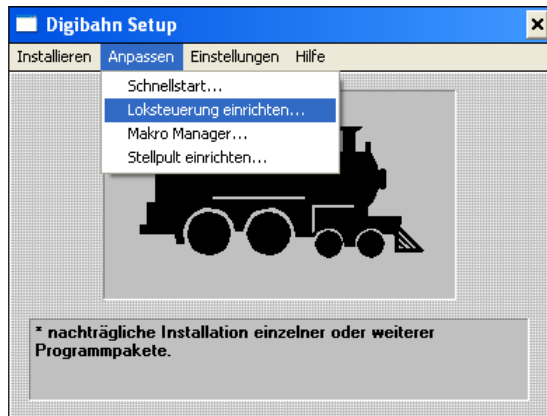 Digibahn Setup
Installieren Anpassen Einstellungen Hilfe
Schnellstart...
Loksteuerung einrichten...
Makro Manager...
Stellpult einrichten...
* nachträgliche Installation einzelner oder weiterer
Programmpakete.